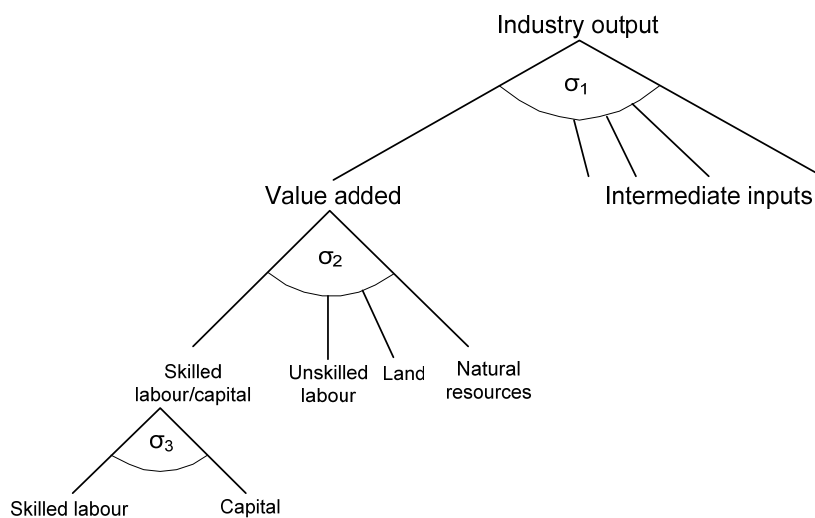 Industry output
σ1
Value added
Intermediate inputs
σ2
Skilled
labour/capital
Unskilled
labour
Land
Natural
resources
σ3
Skilled labour
Capital